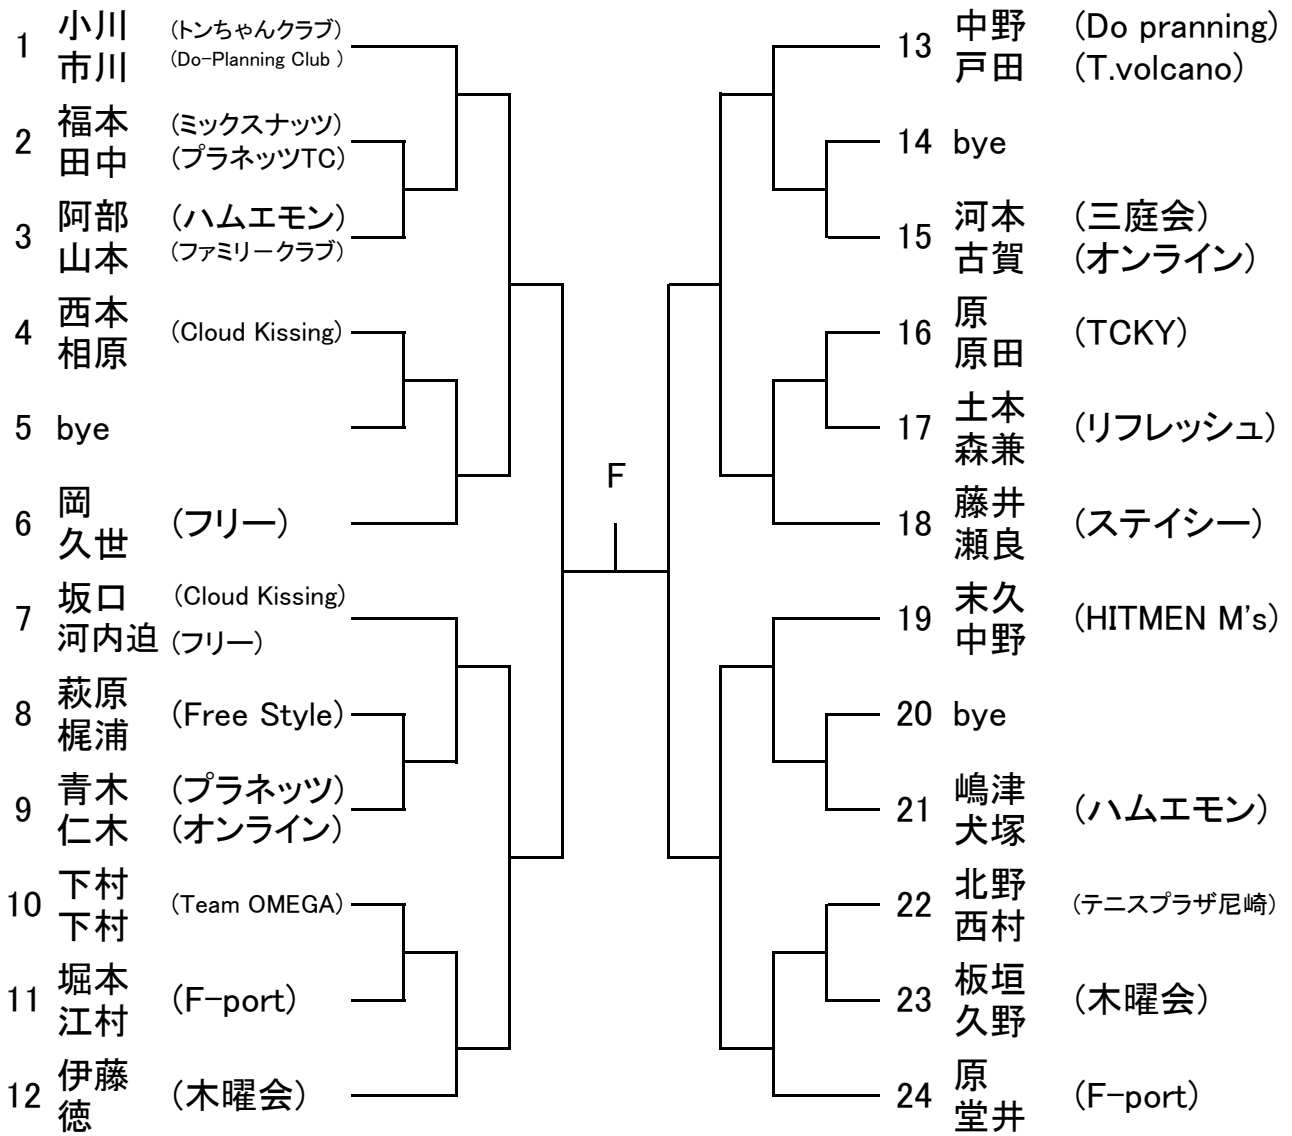 1 小川 (トンちゃんクラブ)
市川 (Do-Planning Club )
2 福本 (ミックスナッツ)
田中 (プラネッツTC)
3 阿部 (ハムエモン)
山本 (ファミリークラブ)
4 西本 (Cloud Kissing)
相原
5 bye
6 岡 (フリー)
久世
7 坂口 (Cloud Kissing)
河内迫 (フリー)
8 萩原 (Free Style)
梶浦
9 青木 (プラネッツ)
仁木 (オンライン)
10 下村 (Team OMEGA)
下村
11 堀本 (F-port)
江村
12 伊藤 (木曜会)
徳
F
13 中野 (Do pranning)
戸田 (T.volcano)
14 bye
15 河本 (三庭会)
古賀 (オンライン)
16 原 (TCKY)
原田
17 土本 (リフレッシュ)
森兼
18 藤井 (ステイシー)
瀬良
19 末久 (HITMEN M's)
中野
20 bye
21 嶋津 (ハムエモン)
犬塚
22 北野 (テニスプラザ尼崎)
西村
23 板垣 (木曜会)
久野
24 原 (F-port)
堂井